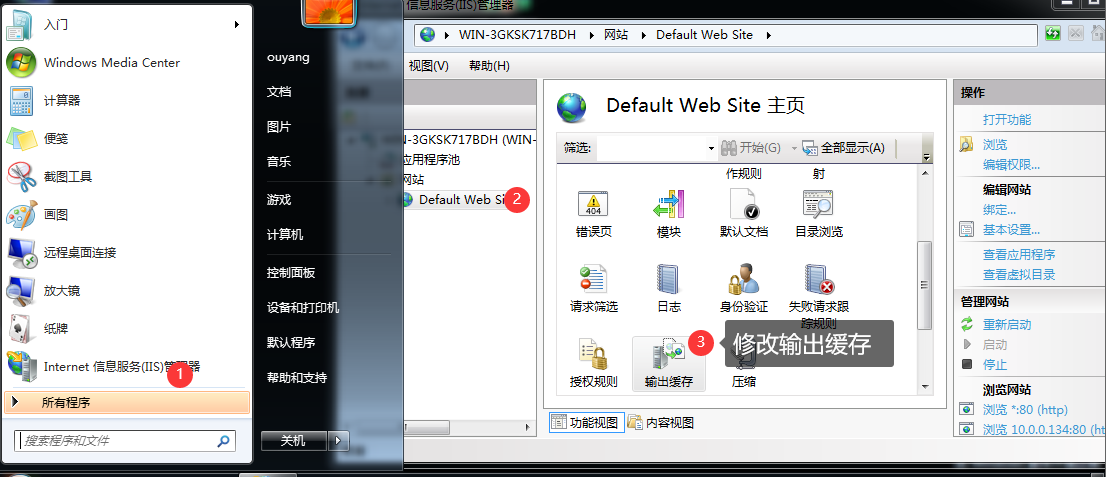 入门
Windows Media Center
计算器
便笺
截图工具
画图
远程桌面连接
放大镜
纸牌
Internet 信息服务(IIS)管理器
1
所有程序
搜索程序和文件
ouyang
文档
图片
音乐
游戏
计算机
控制面板
设备和打印机
默认程序
帮助和支持
关机
信息服务(IIS)管理器
WIN-3GKSK717BDH
网站
Default Web Site
视图(V)
帮助(H)
N-3GKSK717BDH (WIN-
应用程序池
网站
Default Web Si
2
Default Web Site 主页
筛选:
开始(G)
全部显示(A)
作规则
射
错误页
模块
默认文档
目录浏览
请求筛选
日志
身份验证
失败请求跟
踪规则
3
修改输出缓存
授权规则
输出缓存
压缩
功能视图
内容视图
操作
打开功能
浏览
编辑权限...
编辑网站
绑定...
基本设置...
查看应用程序
查看虚拟目录
管理网站
重新启动
启动
停止
浏览网站
浏览 *:80 (http)
浏览 10.0.0.134:80 (ht